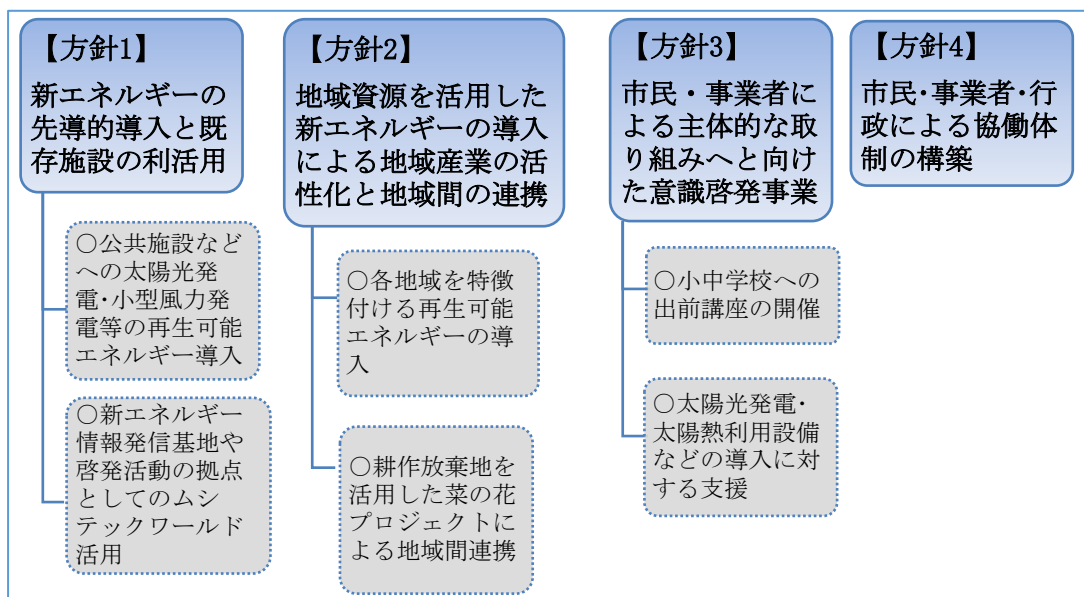 【方針1】
新エネルギーの
先導的導入と既
存施設の利活用
○公共施設など
への太陽光発
電・小型風力発
電等の再生可能
エネルギー導入
○新エネルギー
情報発信基地や
啓発活動の拠点
としてのムシ
テックワールド
活用
【方針2】
地域資源を活用した
新エネルギーの導入
による地域産業の活
性化と地域間の連携
○各地域を特徴
付ける再生可能
エネルギーの導
入
○耕作放棄地を
活用した菜の花
プロジェクトに
よる地域間連携
【方針3】
市民・事業者に
よる主体的な取
り組みへと向け
た意識啓発事業
○小中学校への
出前講座の開催
○太陽光発電・
太陽熱利用設備
などの導入に対
する支援
【方針4】
市民・事業者・行
政による協働体
制の構築